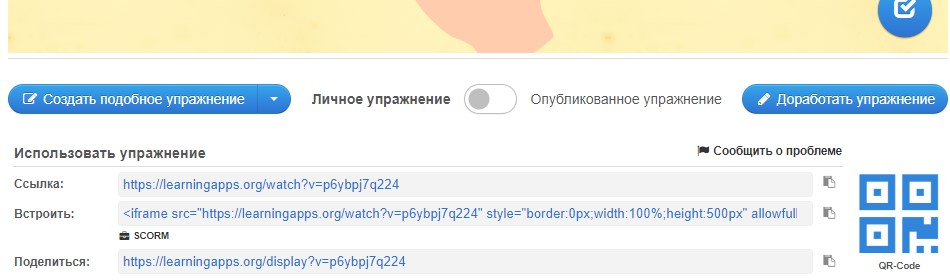 Создать подобное упражнение Личное упражнение Опубликованное упражнение Доработать упражнение
Использовать упражнение Сообщить о проблеме
Ссылка: https://learningapps.org/watch?v=p6ybpj7q224
Встроить: <iframe src="https://learningapps.org/watch?v=p6ybpj7q224" style="border:0px;width:100%;height:500px" allowfull
SCORM
Поделиться: https://learningapps.org/display?v=p6ybpj7q224
QR-Code